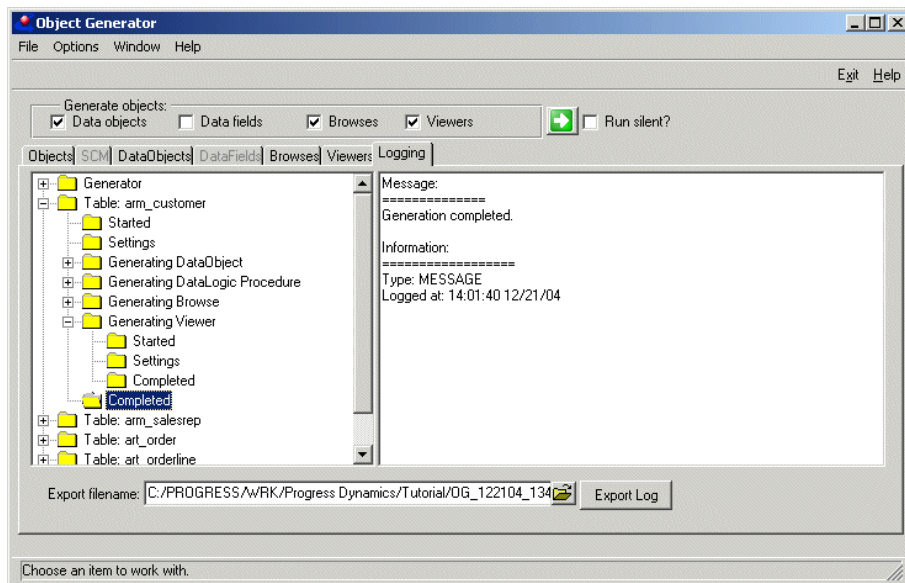 Object Generator
File Options Window Help
Exit Help
Generate objects:
Data objects Data fields Browses Viewers Run silent?
Objects SCM DataObjects DataFields Browses Viewers Logging
Generator
Table: arm_customer
Started
Settings
Generating DataObject
Generating DataLogic Procedure
Generating Browse
Generating Viewer
Started
Settings
Completed
Completed
Table: arm_salesrep
Table: art_order
Table: art_orderline
Message:
==============
Generation completed.
Information:
==================
Type: MESSAGE
Logged at: 14:01:40 12/21/04
Export filename: C:/PROGRESS/WRK/Progress Dynamics/Tutorial/OG_122104_134 Export Log
Choose an item to work with.